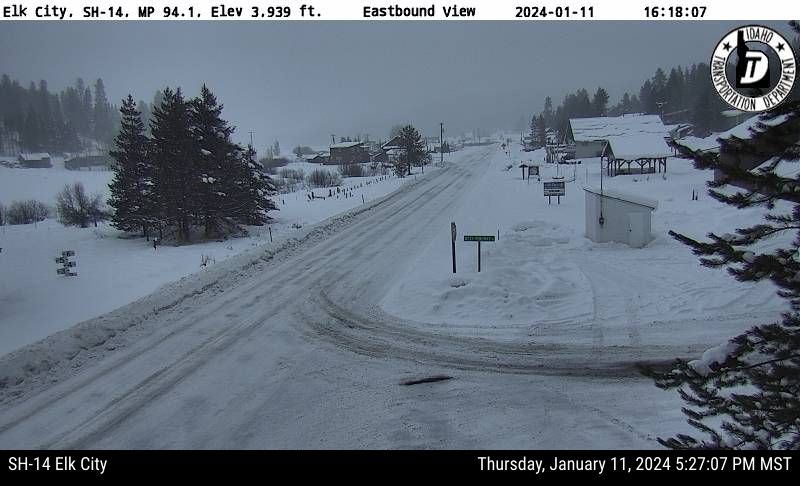 Elk City, SH-14, MP 94.1, Elev 3,939 ft. Eastbound View 2024-01-11 16:18:07
IDAHO
TRANSPORTATION DEPARTMENT
SH-14 Elk City Thursday, January 11, 2024 5:27:07 PM MST